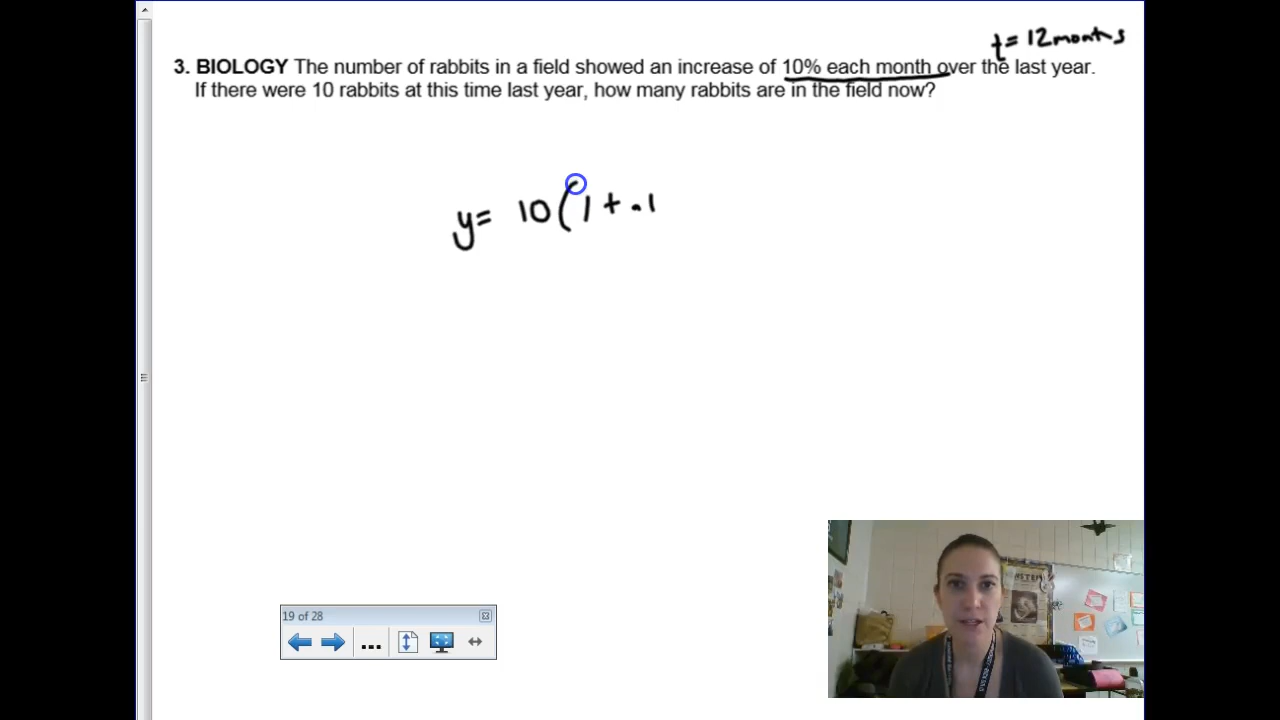 t = 12 months
3. BIOLOGY The number of rabbits in a field showed an increase of 10% each month over the last year.
If there were 10 rabbits at this time last year, how many rabbits are in the field now?
y = 10(1 + .1
19 of 28
...